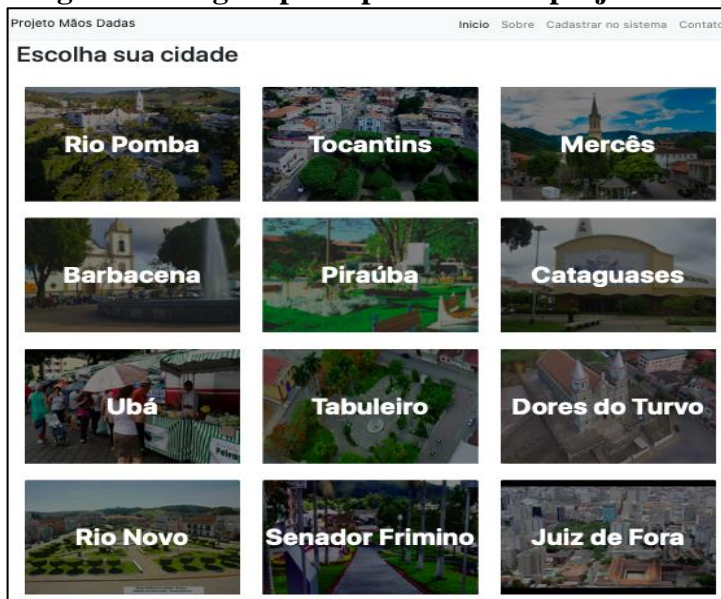 Projeto Mãos Dadas Inicio Sobre Cadastrar no sistema Contato
Escolha sua cidade
Rio Pomba Tocantins Mercês
Barbacena Piraúba Cataguases
Ubá Tabuleiro Dores do Turvo
Rio Novo Senador Frimino Juiz de Fora